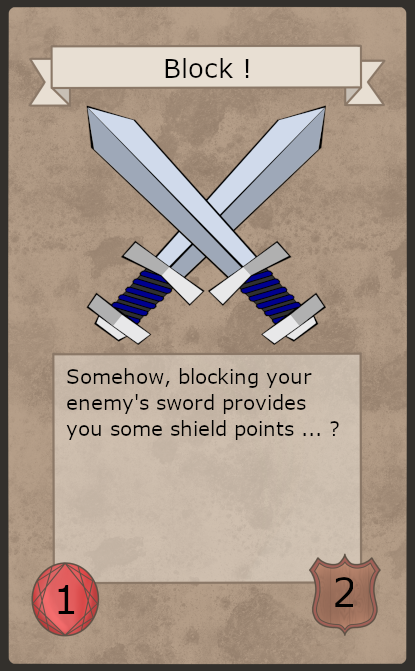 Block !
Somehow, blocking your
enemy's sword provides
you some shield points ... ?
1
2